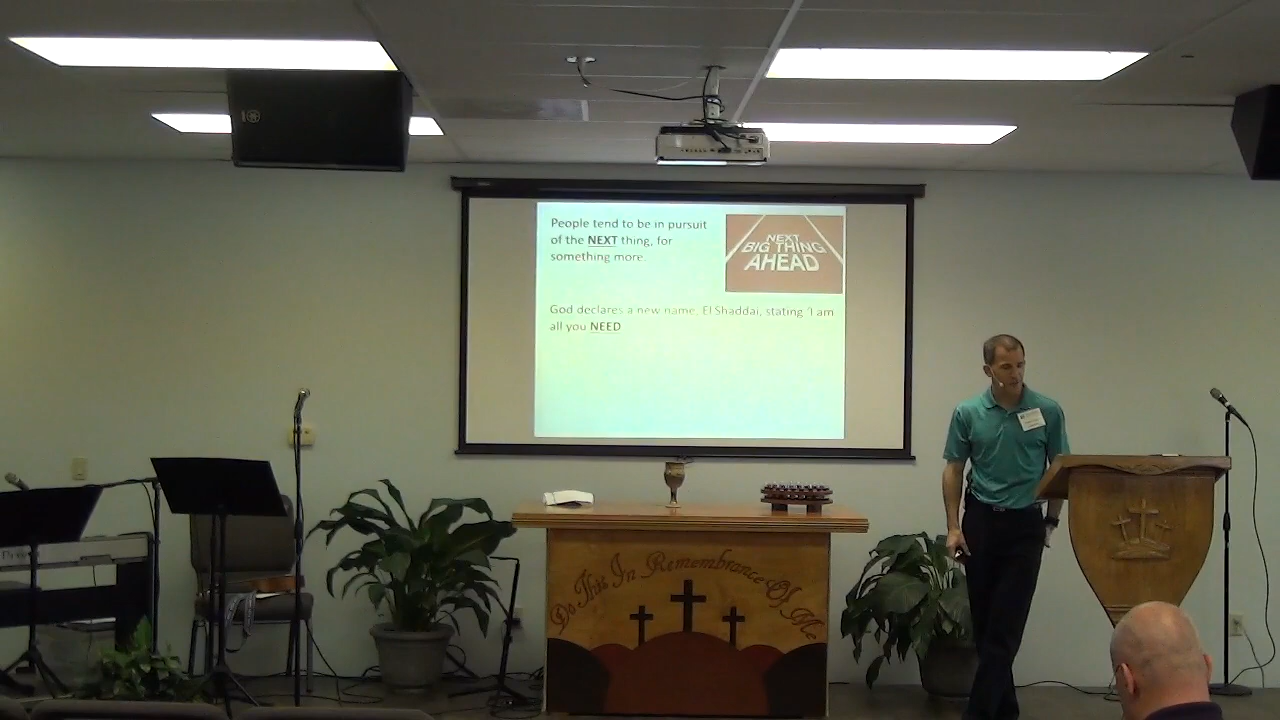 People tend to be in pursuit
of the NEXT thing, for
something more.
NEXT
BIG THING
AHEAD
God declares a new name, El Shaddai, stating 'I am
all you NEED
Do This In Remembrance Of Me